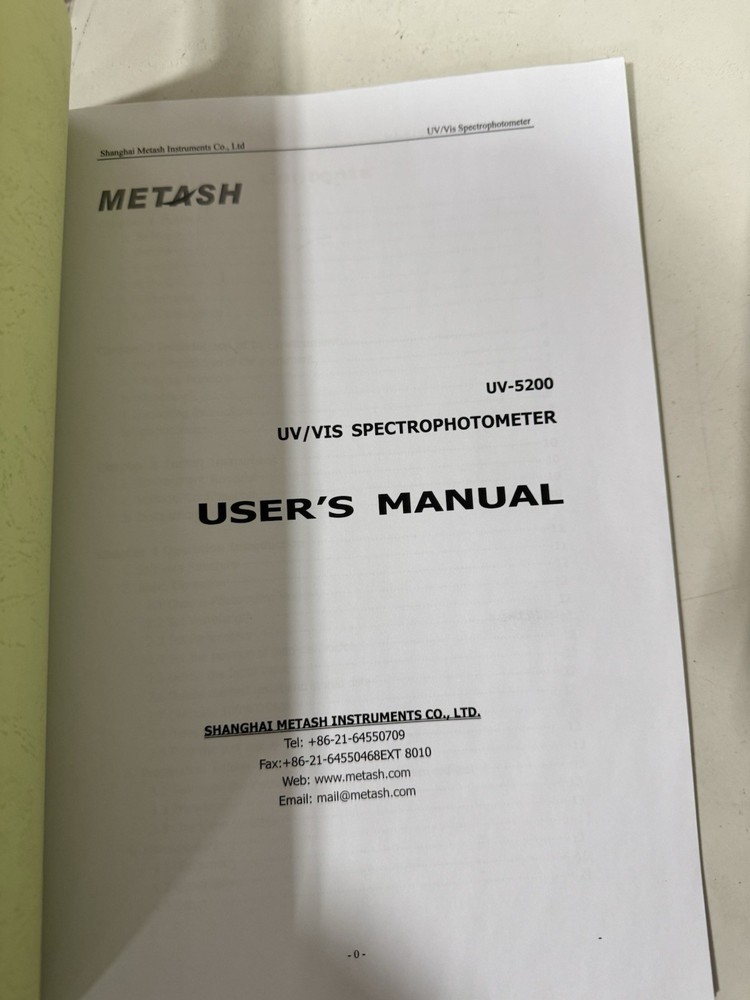 Shanghai Metash Instruments Co., Ltd
UV/Vis Spectrophotometer
METASH
UV-5200
UV/VIS SPECTROPHOTOMETER
USER'S MANUAL
SHANGHAI METASH INSTRUMENTS CO., LTD.
Tel: +86-21-64550709
Fax:+86-21-64550468EXT 8010
Web: www.metash.com
Email: mail@metash.com
- 0 -